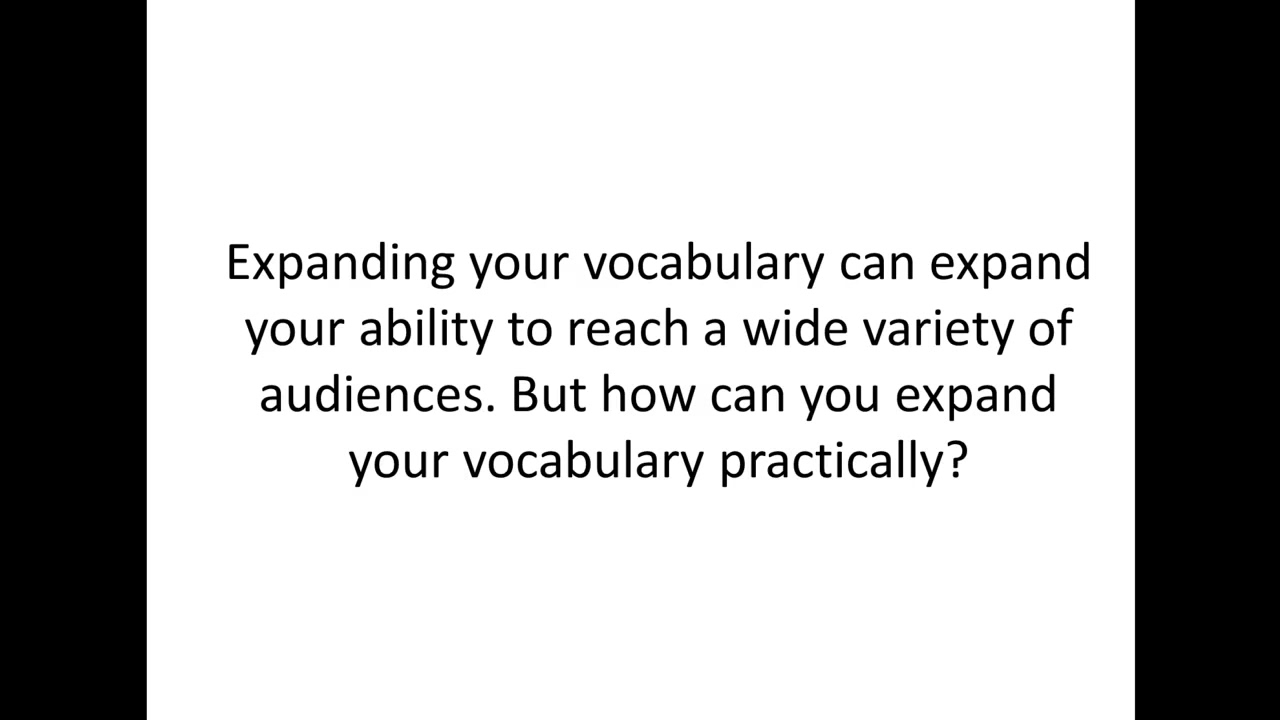 Expanding your vocabulary can expand
your ability to reach a wide variety of
audiences. But how can you expand
your vocabulary practically?